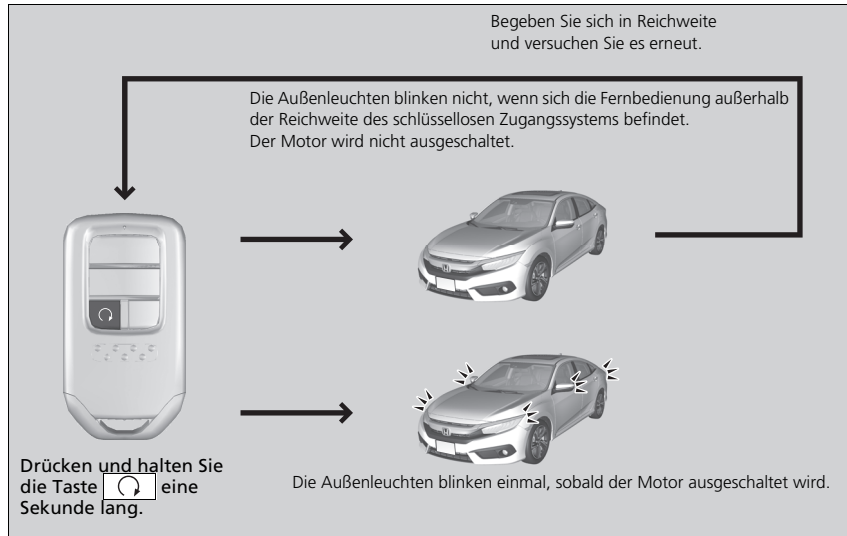 Begeben Sie sich in Reichweite
und versuchen Sie es erneut.
Die Außenleuchten blinken nicht, wenn sich die Fernbedienung außerhalb
der Reichweite des schlüssellosen Zugangssystems befindet.
Der Motor wird nicht ausgeschaltet.
Drücken und halten Sie
die Taste eine
Sekunde lang.
Die Außenleuchten blinken einmal, sobald der Motor ausgeschaltet wird.